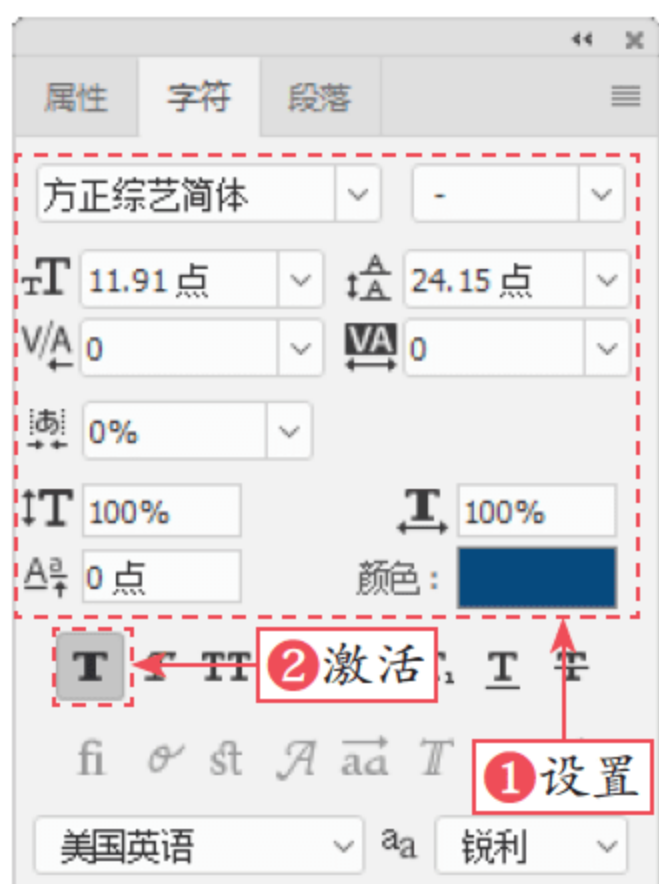 属性 字符 段落
方正综艺简体 -
11.91 点 24.15 点
0 0
0%
100% 100%
0 点 颜色：
T T TT ❷激活 T T
fi st A aa T ❶设置
美国英语 aa 锐利